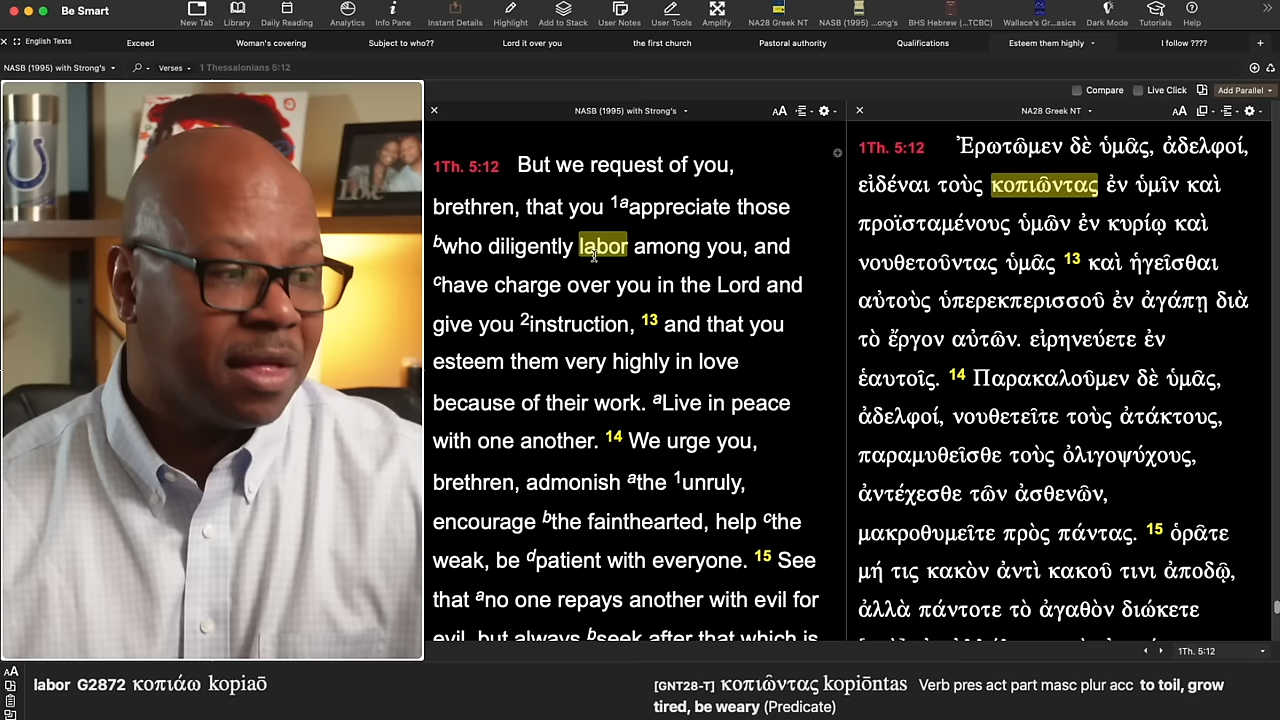 Be Smart
New Tab Library Daily Reading Analytics Info Pane Instant Details Highlight Add to Stack User Notes User Tools Amplify NA28 Greek NT NASB (1995) ...ong's BHS Hebrew (...TCBC) Wallace's Gr...asics Dark Mode Tutorials Help
English Texts Exceed Woman's covering Subject to who?? Lord it over you the first church Pastoral authority Qualifications Esteem them highly I follow ????
NASB (1995) with Strong's Verses 1 Thessalonians 5:12
Compare Live Click Add Parallel
NASB (1995) with Strong's
1Th. 5:12 But we request of you,
brethren, that you 1aappreciate those
bwho diligently labor among you, and
chave charge over you in the Lord and
give you 2instruction, 13 and that you
esteem them very highly in love
because of their work. aLive in peace
with one another. 14 We urge you,
brethren, admonish athe 1unruly,
encourage bthe fainthearted, help cthe
weak, be dpatient with everyone. 15 See
that ano one repays another with evil for
evil, but always bseek after that which is
NA28 Greek NT
1Th. 5:12 Ἐρωτῶμεν δὲ ὑμᾶς, ἀδελφοί,
εἰδέναι τοὺς κοπιῶντας ἐν ὑμῖν καὶ
προϊσταμένους ὑμῶν ἐν κυρίῳ καὶ
νουθετοῦντας ὑμᾶς 13 καὶ ἡγεῖσθαι
αὐτοὺς ὑπερεκπερισσοῦ ἐν ἀγάπῃ διὰ
τὸ ἔργον αὐτῶν. εἰρηνεύετε ἐν
ἑαυτοῖς. 14 Παρακαλοῦμεν δὲ ὑμᾶς,
ἀδελφοί, νουθετεῖτε τοὺς ἀτάκτους,
παραμυθεῖσθε τοὺς ὀλιγοψύχους,
ἀντέχεσθε τῶν ἀσθενῶν,
μακροθυμεῖτε πρὸς πάντας. 15 ὁρᾶτε
μή τις κακὸν ἀντὶ κακοῦ τινι ἀποδῷ,
ἀλλὰ πάντοτε τὸ ἀγαθὸν διώκετε
1Th. 5:12
Love
labor G2872 κοπιάω kopiaō
[GNT28-T] κοπιῶντας kopiōntas Verb pres act part masc plur acc to toil, grow
tired, be weary (Predicate)